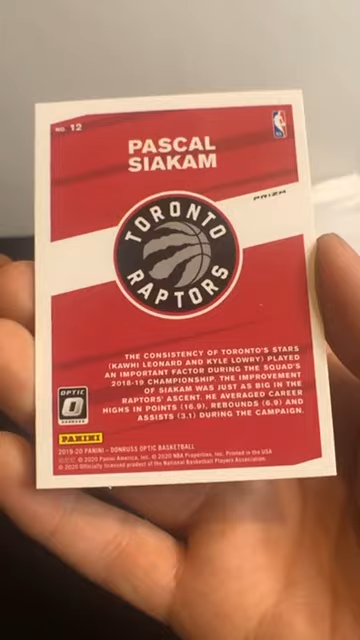 NO. 12
PASCAL
SIAKAM
PRIZM
TORONTO
RAPTORS
THE CONSISTENCY OF TORONTO'S STARS
(KAWHI LEONARD AND KYLE LOWRY) PLAYED
AN IMPORTANT FACTOR DURING THE SQUAD'S
2018-19 CHAMPIONSHIP. THE IMPROVEMENT
OF SIAKAM WAS JUST AS BIG IN THE
RAPTORS' ASCENT. HE AVERAGED CAREER
HIGHS IN POINTS (16.9), REBOUNDS (6.9) AND
ASSISTS (3.1) DURING THE CAMPAIGN.
OPTIC
O
DONRUSS
PANINI
2019-20 PANINI - DONRUSS OPTIC BASKETBALL
© 2020 Panini America, Inc. © 2020 NBA Properties, Inc. Printed in the USA
© 2020 Officially licensed product of the National Basketball Players Association.